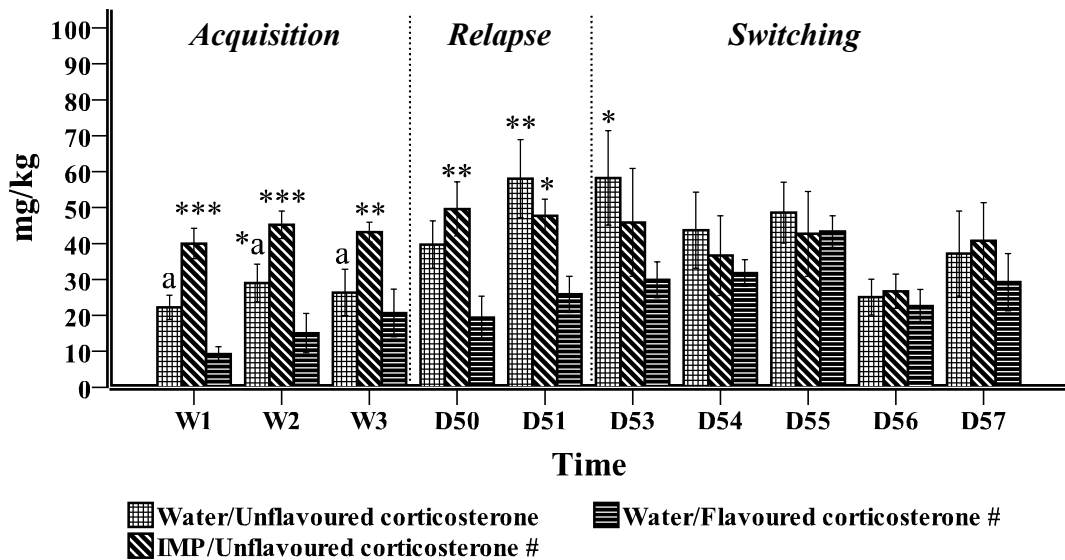 Acquisition Relapse Switching
100
90
80
70
60
50
40
30
20
10
0
mg/kg
a *** *a *** a ** ** ** * *
W1 W2 W3 D50 D51 D53 D54 D55 D56 D57
Time
Water/Unflavoured corticosterone Water/Flavoured corticosterone #
IMP/Unflavoured corticosterone #